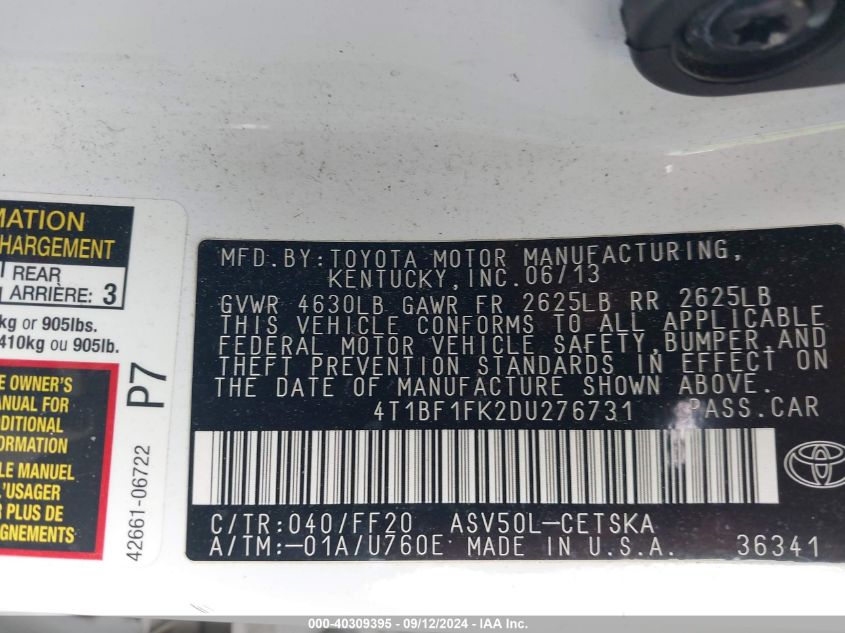 MATION
CHARGEMENT
REAR
ARRIÈRE: 3
kg or 905lbs.
410kg ou 905lb.
E OWNER'S
ANUAL FOR
DITIONAL
ORMATION
LE MANUEL
L'USAGER
R PLUS DE
GNEMENTS
P7
42661-06722
MFD.BY:TOYOTA MOTOR MANUFACTURING,
KENTUCKY,INC.06/13
GVWR 4630LB GAWR FR 2625LB RR 2625LB
THIS VEHICLE CONFORMS TO ALL APPLICABLE
FEDERAL MOTOR VEHICLE SAFETY,BUMPER,AND
THEFT PREVENTION STANDARDS IN EFFECT ON
THE DATE OF MANUFACTURE SHOWN ABOVE.
4T1BF1FK2DU276731 PASS.CAR
C/TR:040/FF20 ASV50L-CETSKA
A/TM:-01A/U760E MADE IN U.S.A. 36341
000-40309395 - 09/12/2024 - IAA Inc.